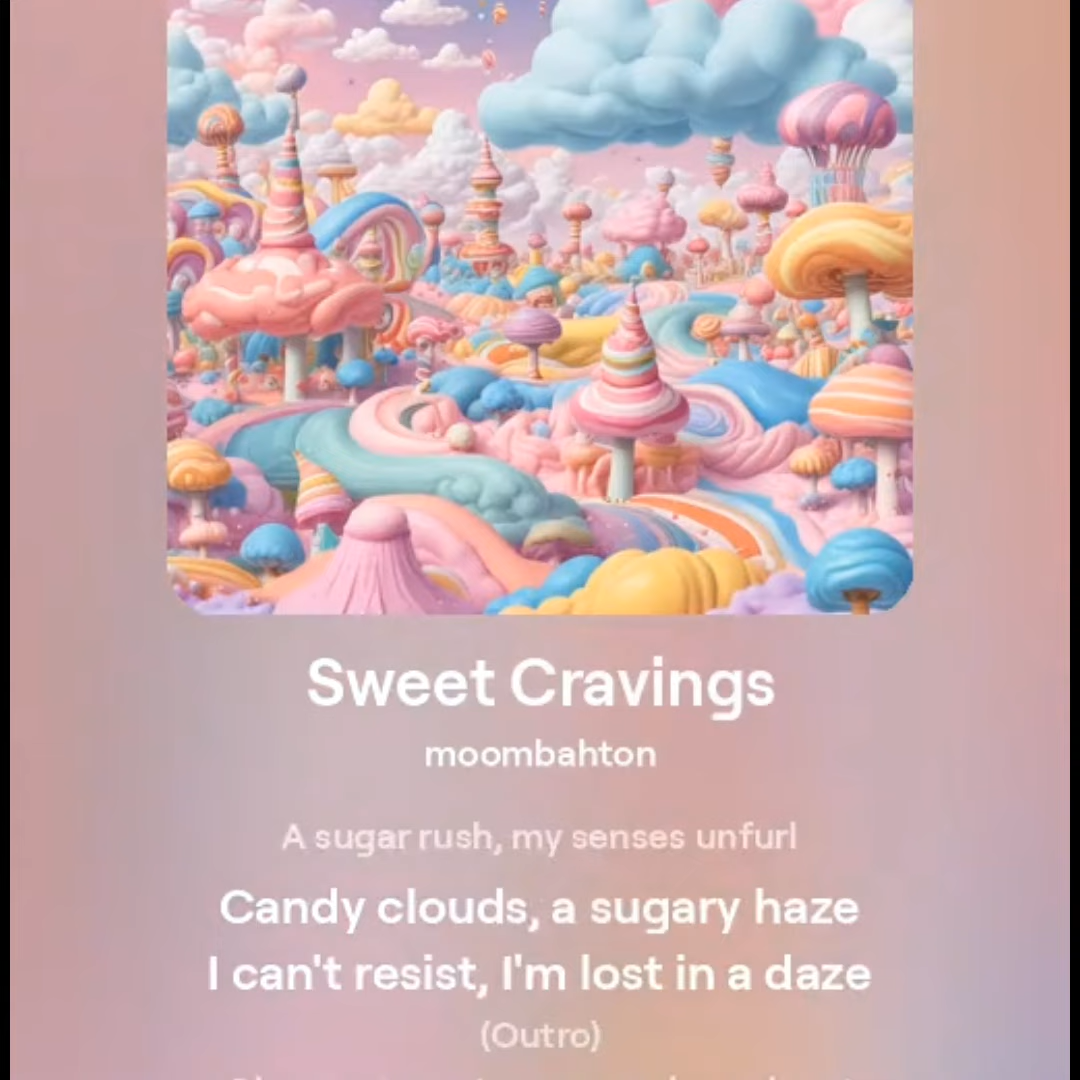 Sweet Cravings
moombahton
A sugar rush, my senses unfurl
Candy clouds, a sugary haze
I can't resist, I'm lost in a daze
(Outro)